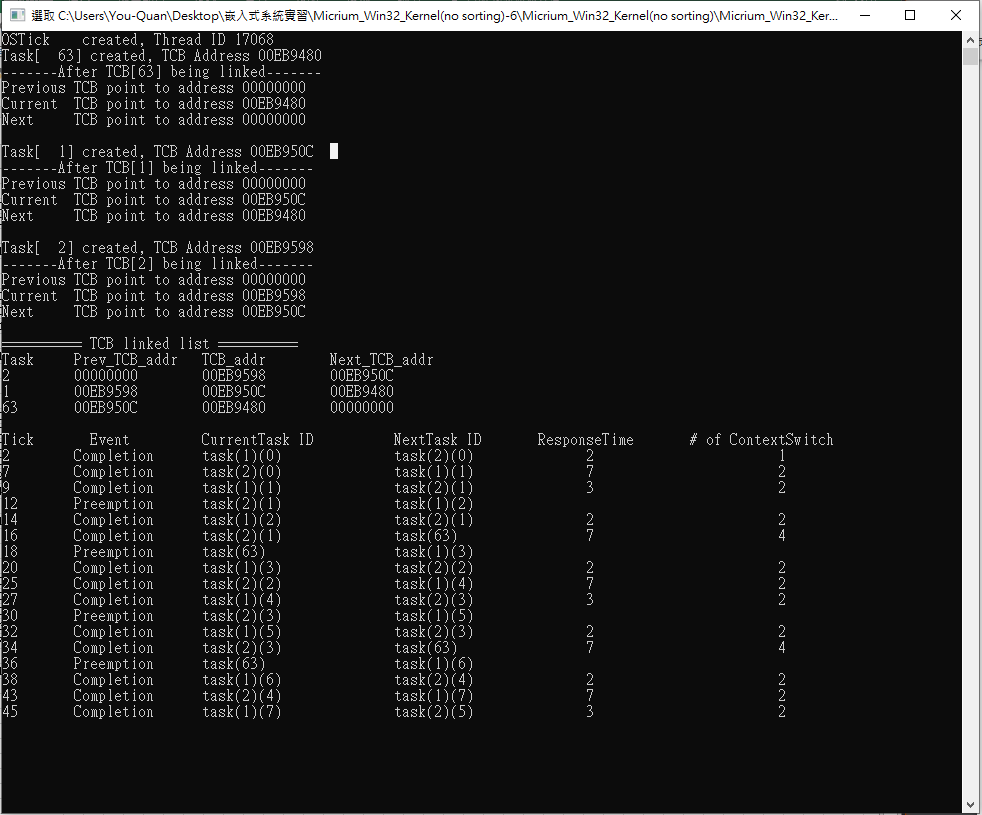 選取 C:\Users\You-Quan\Desktop\嵌入式系統實習\Micrium_Win32_Kernel(no sorting)-6\Micrium_Win32_Kernel(no sorting)\Micrium_Win32_Ker...
OSTick created, Thread ID 17068
Task[ 63] created, TCB Address 00EB9480
-------After TCB[63] being linked-------
Previous TCB point to address 00000000
Current TCB point to address 00EB9480
Next TCB point to address 00000000
Task[ 1] created, TCB Address 00EB950C
-------After TCB[1] being linked-------
Previous TCB point to address 00000000
Current TCB point to address 00EB950C
Next TCB point to address 00EB9480
Task[ 2] created, TCB Address 00EB9598
-------After TCB[2] being linked-------
Previous TCB point to address 00000000
Current TCB point to address 00EB9598
Next TCB point to address 00EB950C
========== TCB linked list ==========
Task Prev_TCB_addr TCB_addr Next_TCB_addr
2 00000000 00EB9598 00EB950C
1 00EB9598 00EB950C 00EB9480
63 00EB950C 00EB9480 00000000
Tick Event CurrentTask ID NextTask ID ResponseTime # of ContextSwitch
2 Completion task(1)(0) task(2)(0) 2 1
7 Completion task(2)(0) task(1)(1) 7 2
9 Completion task(1)(1) task(2)(1) 3 2
12 Preemption task(2)(1) task(1)(2)
14 Completion task(1)(2) task(2)(1) 2 2
16 Completion task(2)(1) task(63) 7 4
18 Preemption task(63) task(1)(3)
20 Completion task(1)(3) task(2)(2) 2 2
25 Completion task(2)(2) task(1)(4) 7 2
27 Completion task(1)(4) task(2)(3) 3 2
30 Preemption task(2)(3) task(1)(5)
32 Completion task(1)(5) task(2)(3) 2 2
34 Completion task(2)(3) task(63) 7 4
36 Preemption task(63) task(1)(6)
38 Completion task(1)(6) task(2)(4) 2 2
43 Completion task(2)(4) task(1)(7) 7 2
45 Completion task(1)(7) task(2)(5) 3 2